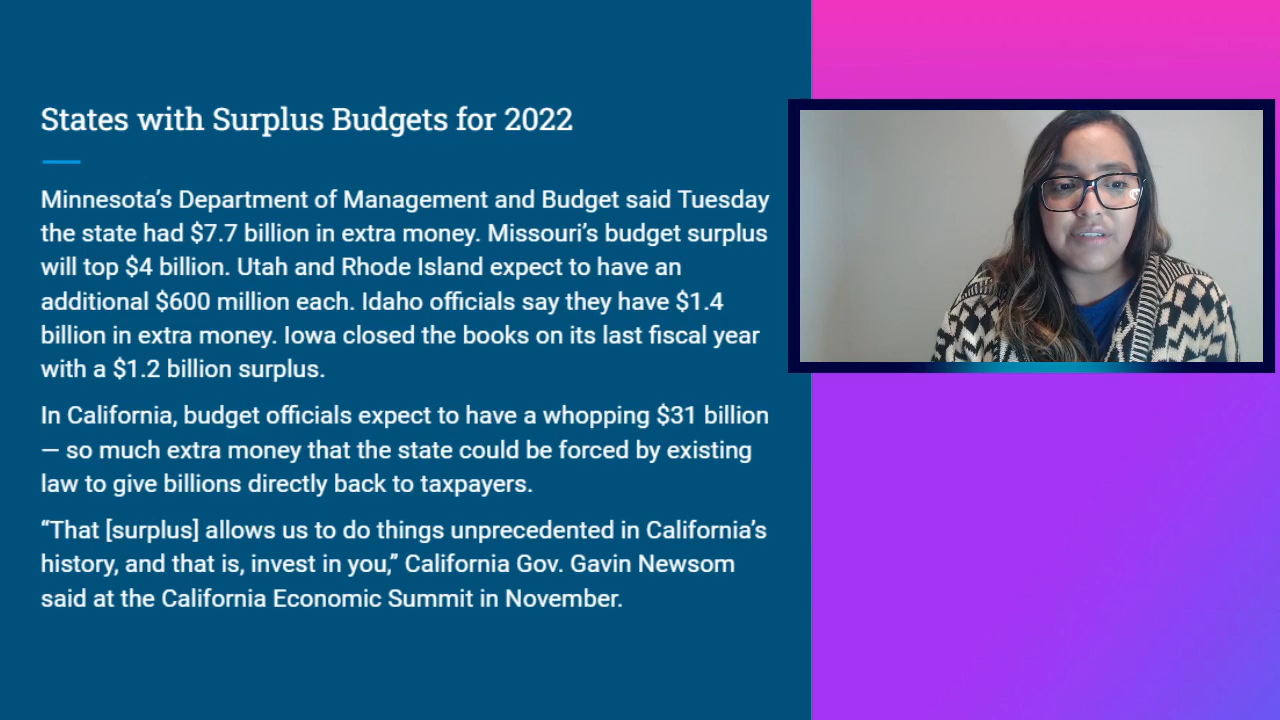 States with Surplus Budgets for 2022
Minnesota’s Department of Management and Budget said Tuesday
the state had $7.7 billion in extra money. Missouri’s budget surplus
will top $4 billion. Utah and Rhode Island expect to have an
additional $600 million each. Idaho officials say they have $1.4
billion in extra money. Iowa closed the books on its last fiscal year
with a $1.2 billion surplus.
In California, budget officials expect to have a whopping $31 billion
— so much extra money that the state could be forced by existing
law to give billions directly back to taxpayers.
“That [surplus] allows us to do things unprecedented in California’s
history, and that is, invest in you,” California Gov. Gavin Newsom
said at the California Economic Summit in November.